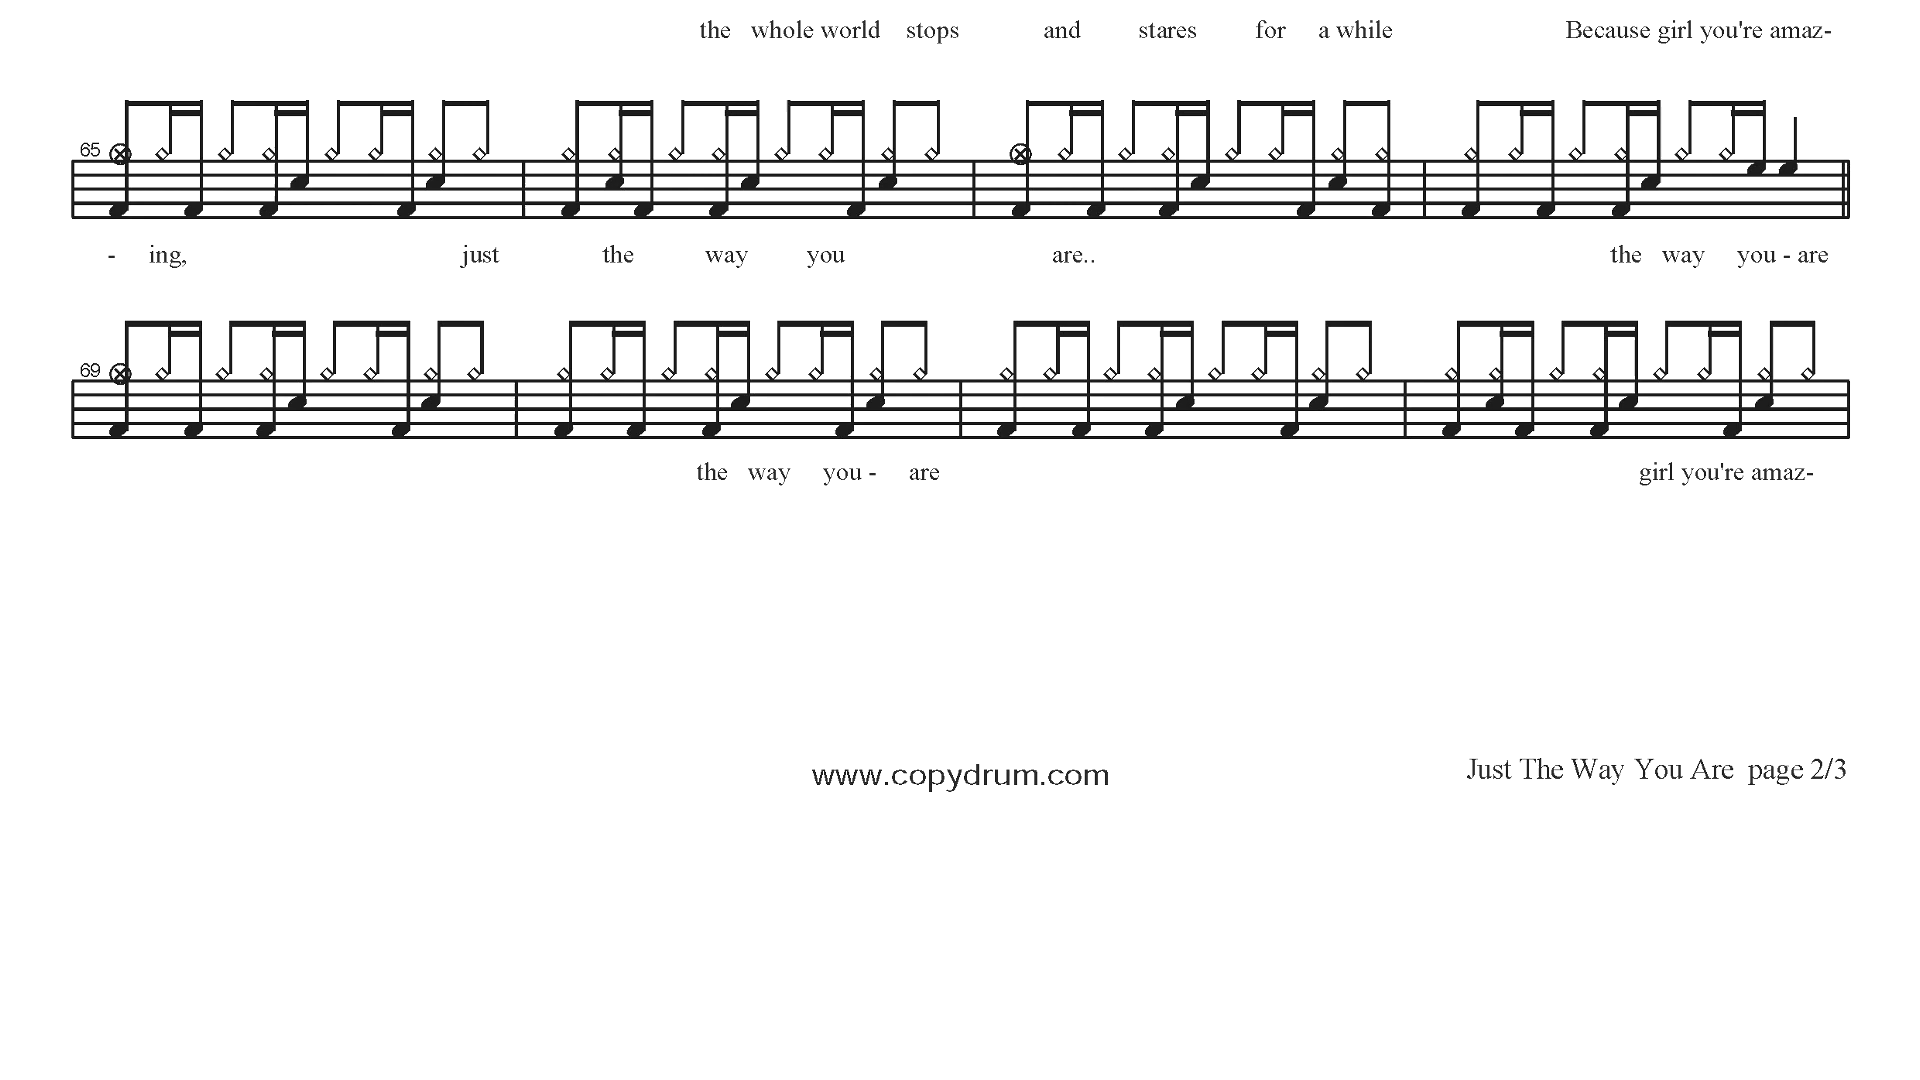 the whole world stops and stares for a while Because girl you're amaz-
65
- ing, just the way you are.. the way you - are
69
the way you - are girl you're amaz-
www.copydrum.com
Just The Way You Are page 2/3